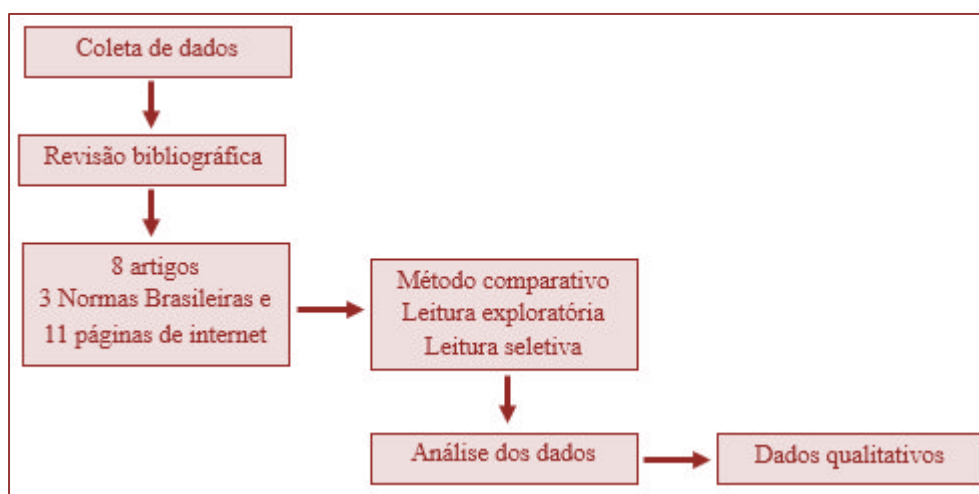 Coleta de dados
Revisão bibliográfica
8 artigos
3 Normas Brasileiras e
11 páginas de internet
Método comparativo
Leitura exploratória
Leitura seletiva
Análise dos dados
Dados qualitativos